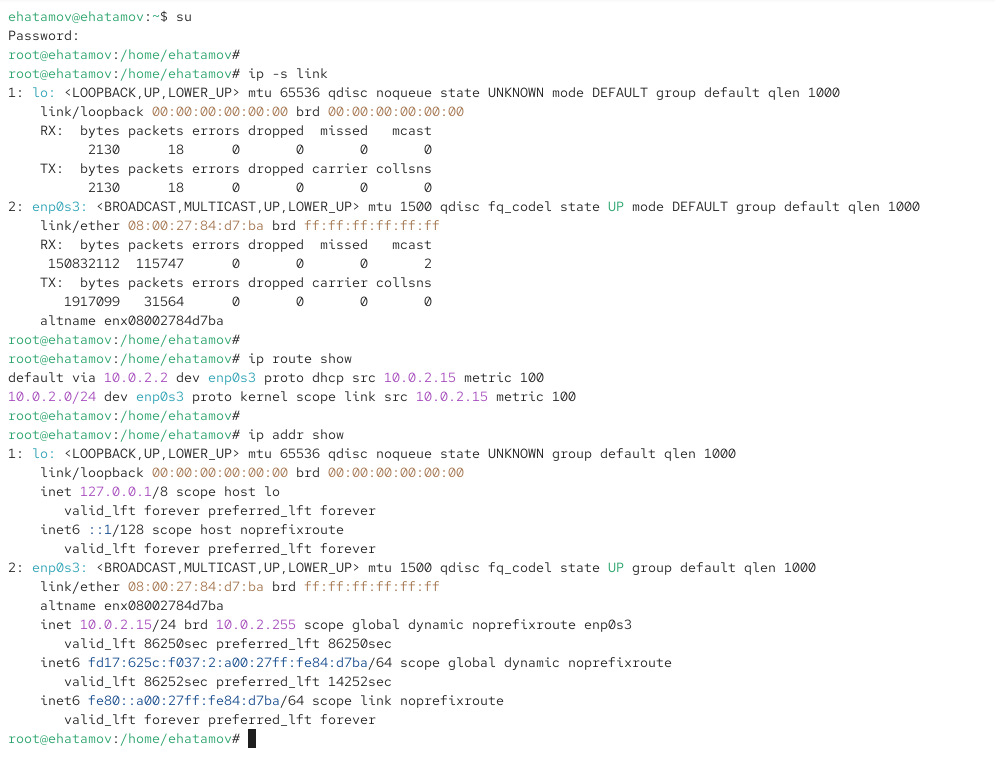 ehatamov@ehatamov:~$ su
Password:
root@ehatamov:/home/ehatamov#
root@ehatamov:/home/ehatamov# ip -s link
1: lo: <LOOPBACK,UP,LOWER_UP> mtu 65536 qdisc noqueue state UNKNOWN mode DEFAULT group default qlen 1000
    link/loopback 00:00:00:00:00:00 brd 00:00:00:00:00:00
    RX:  bytes packets errors dropped  missed   mcast
          2130      18      0       0       0       0
    TX:  bytes packets errors dropped carrier collsns
          2130      18      0       0       0       0
2: enp0s3: <BROADCAST,MULTICAST,UP,LOWER_UP> mtu 1500 qdisc fq_codel state UP mode DEFAULT group default qlen 1000
    link/ether 08:00:27:84:d7:ba brd ff:ff:ff:ff:ff:ff
    RX:  bytes packets errors dropped  missed   mcast
     150832112  115747      0       0       0       2
    TX:  bytes packets errors dropped carrier collsns
       1917099   31564      0       0       0       0
    altname enx08002784d7ba
root@ehatamov:/home/ehatamov#
root@ehatamov:/home/ehatamov# ip route show
default via 10.0.2.2 dev enp0s3 proto dhcp src 10.0.2.15 metric 100
10.0.2.0/24 dev enp0s3 proto kernel scope link src 10.0.2.15 metric 100
root@ehatamov:/home/ehatamov#
root@ehatamov:/home/ehatamov# ip addr show
1: lo: <LOOPBACK,UP,LOWER_UP> mtu 65536 qdisc noqueue state UNKNOWN group default qlen 1000
    link/loopback 00:00:00:00:00:00 brd 00:00:00:00:00:00
    inet 127.0.0.1/8 scope host lo
       valid_lft forever preferred_lft forever
    inet6 ::1/128 scope host noprefixroute
       valid_lft forever preferred_lft forever
2: enp0s3: <BROADCAST,MULTICAST,UP,LOWER_UP> mtu 1500 qdisc fq_codel state UP group default qlen 1000
    link/ether 08:00:27:84:d7:ba brd ff:ff:ff:ff:ff:ff
    altname enx08002784d7ba
    inet 10.0.2.15/24 brd 10.0.2.255 scope global dynamic noprefixroute enp0s3
       valid_lft 86250sec preferred_lft 86250sec
    inet6 fd17:625c:f037:2:a00:27ff:fe84:d7ba/64 scope global dynamic noprefixroute
       valid_lft 86252sec preferred_lft 14252sec
    inet6 fe80::a00:27ff:fe84:d7ba/64 scope link noprefixroute
       valid_lft forever preferred_lft forever
root@ehatamov:/home/ehatamov#